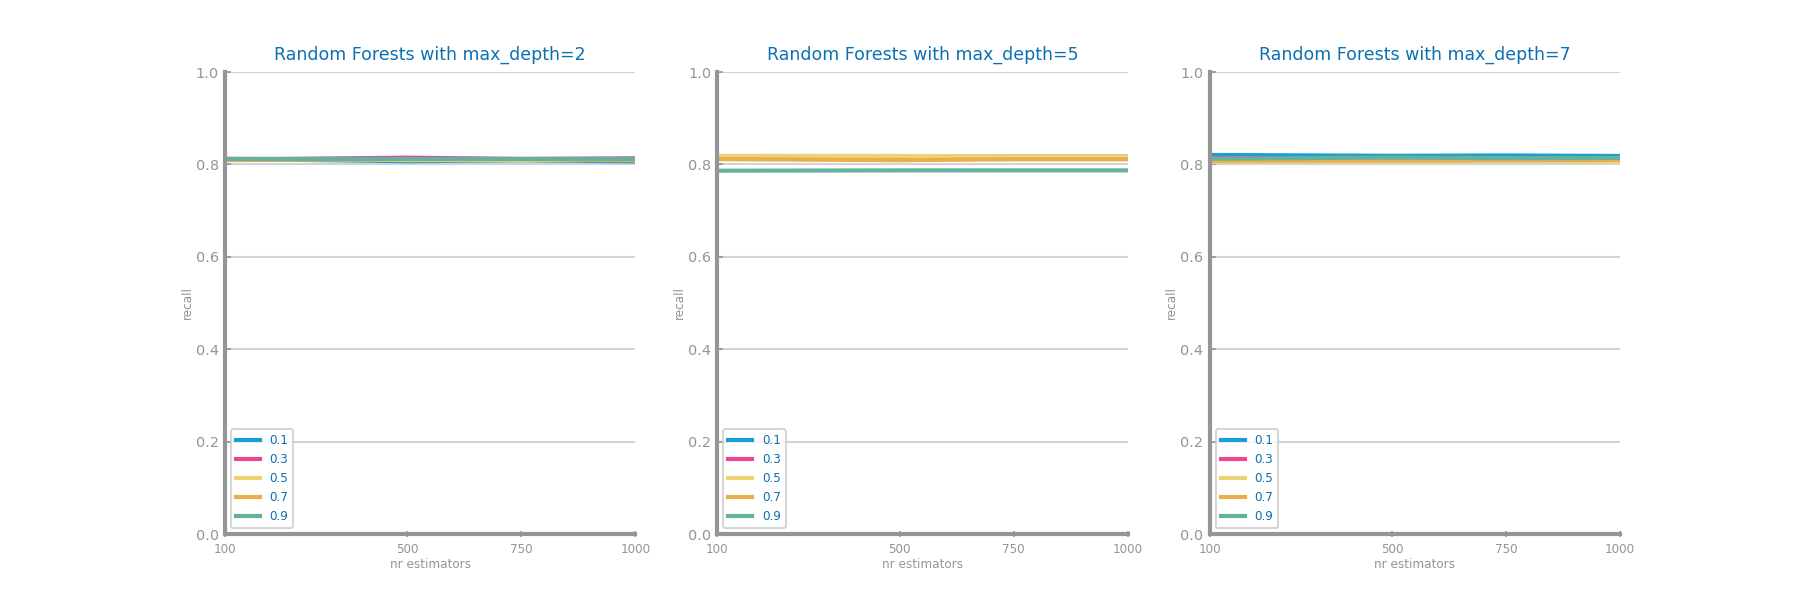 Random Forests with max_depth=2
1.0
0.8
0.6
0.4
0.2
0.0
recall
0.1
0.3
0.5
0.7
0.9
100 500 750 1000
nr estimators
Random Forests with max_depth=5
1.0
0.8
0.6
0.4
0.2
0.0
recall
0.1
0.3
0.5
0.7
0.9
100 500 750 1000
nr estimators
Random Forests with max_depth=7
1.0
0.8
0.6
0.4
0.2
0.0
recall
0.1
0.3
0.5
0.7
0.9
100 500 750 1000
nr estimators